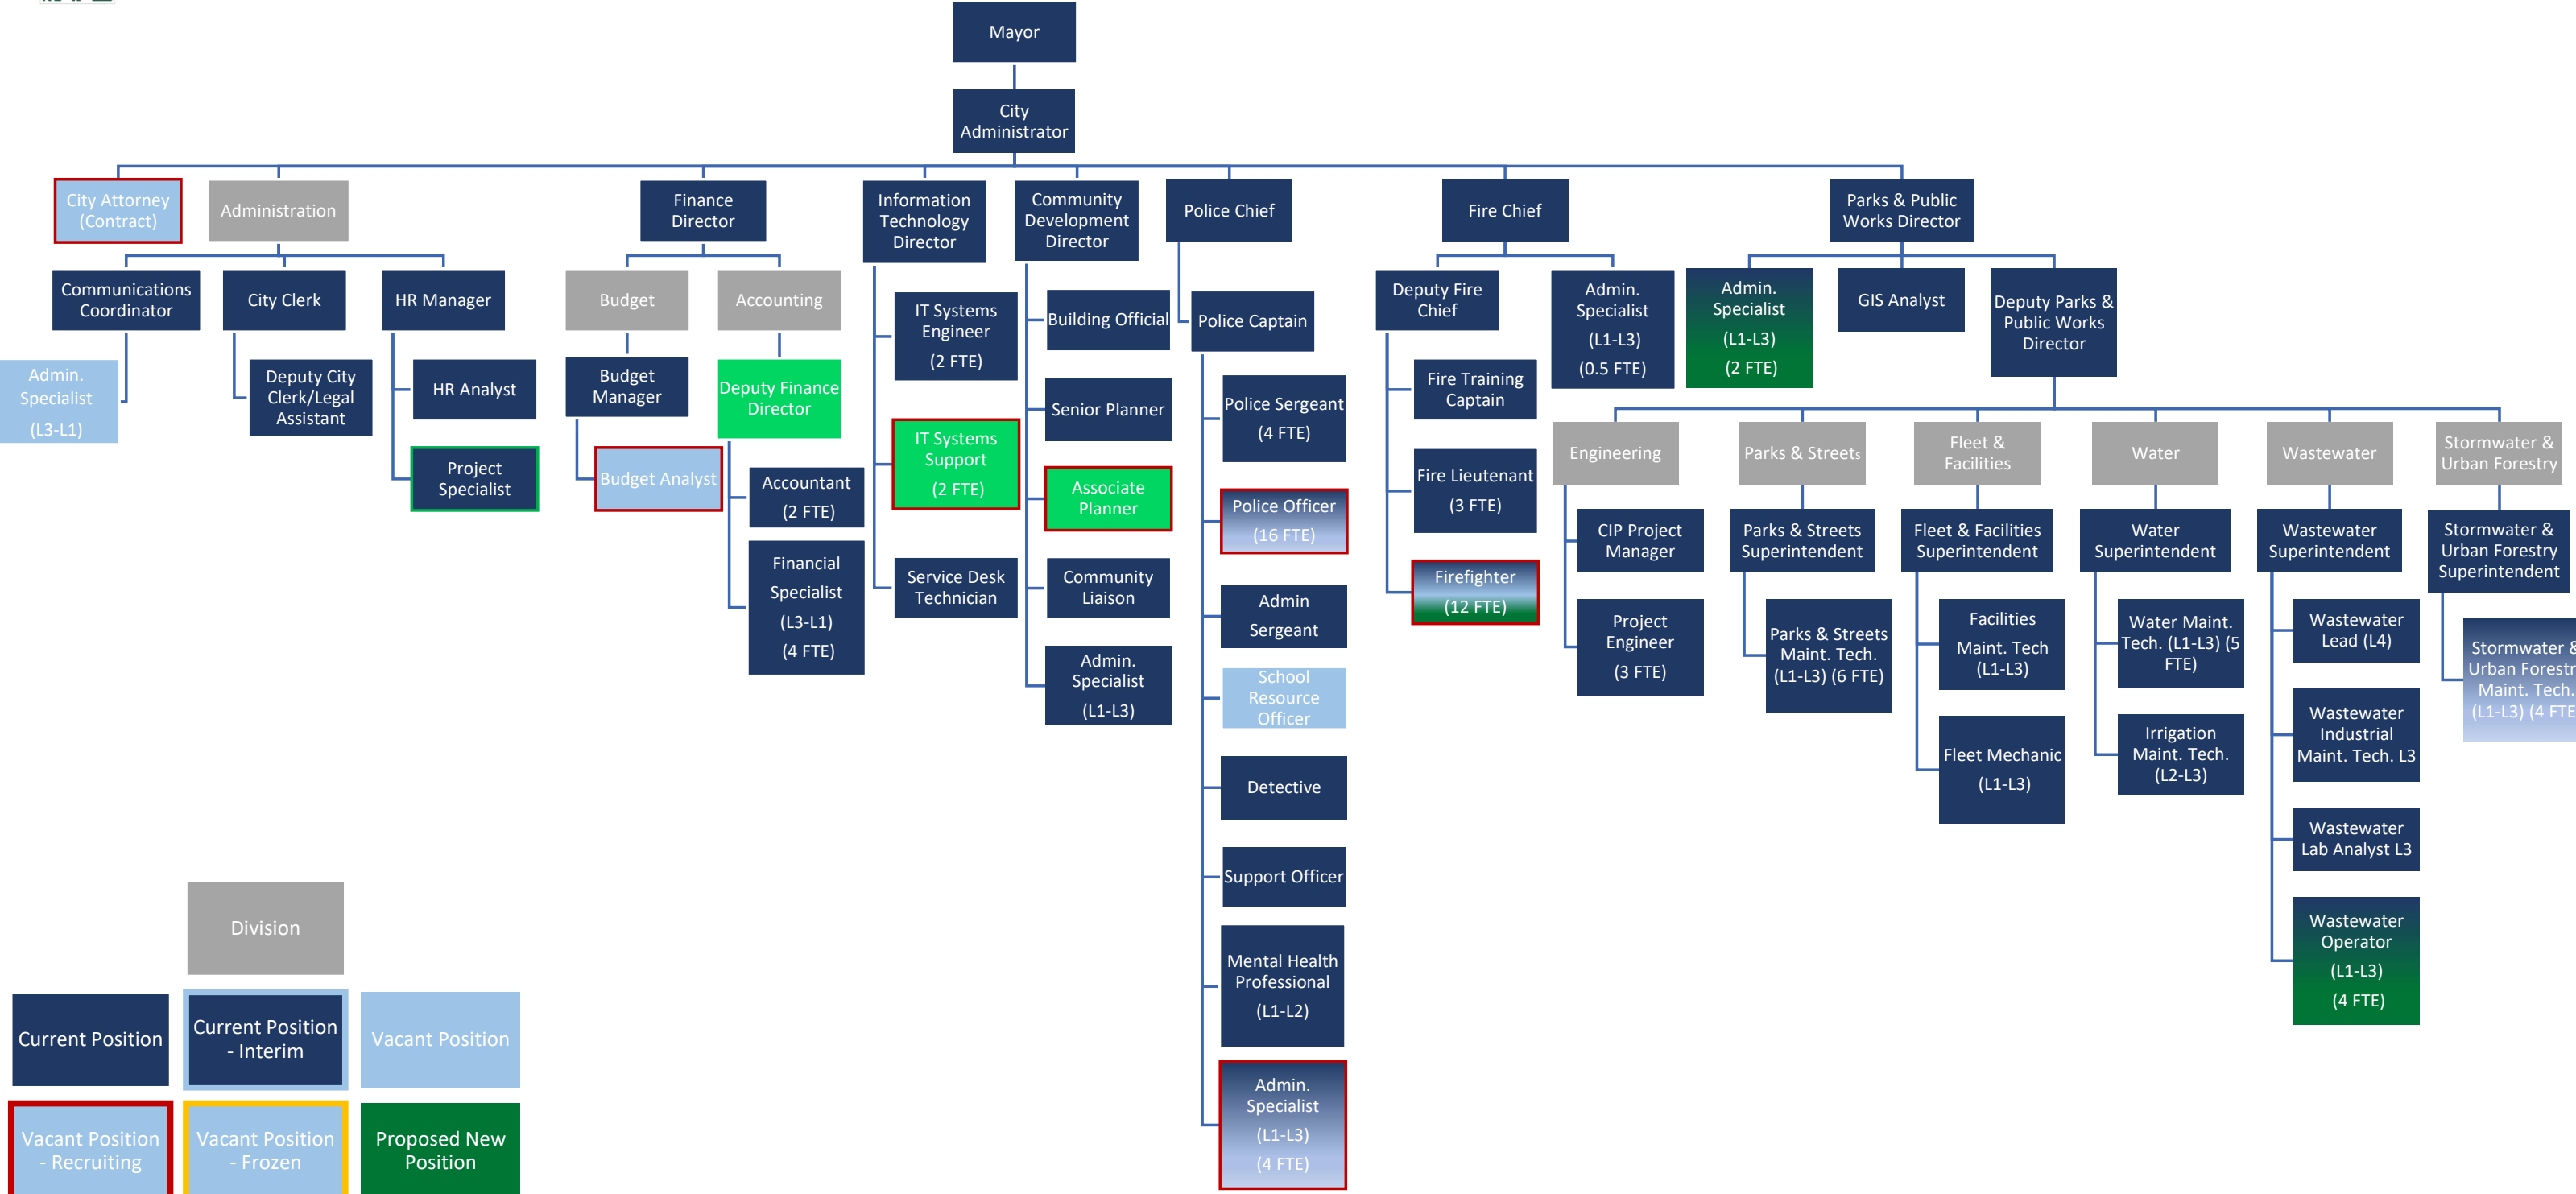 Mayor
City
Administrator
City Attorney
(Contract)
Administration
Finance
Director
Information
Technology
Director
Community
Development
Director
Police Chief
Fire Chief
Parks & Public
Works Director
Communications
Coordinator
City Clerk
HR Manager
Admin.
Specialist
(L3-L1)
Deputy City
Clerk/Legal
Assistant
HR Analyst
Project
Specialist
Budget
Accounting
Budget
Manager
Deputy Finance
Director
Budget Analyst
Accountant
(2 FTE)
Financial
Specialist
(L3-L1)
(4 FTE)
IT Systems
Engineer
(2 FTE)
IT Systems
Support
(2 FTE)
Service Desk
Technician
Building Official
Senior Planner
Associate
Planner
Community
Liaison
Admin.
Specialist
(L1-L3)
Police Captain
Police Sergeant
(4 FTE)
Police Officer
(16 FTE)
Admin
Sergeant
School
Resource
Officer
Detective
Support Officer
Mental Health
Professional
(L1-L2)
Admin.
Specialist
(L1-L3)
(4 FTE)
Deputy Fire
Chief
Admin.
Specialist
(L1-L3)
(0.5 FTE)
Fire Training
Captain
Fire Lieutenant
(3 FTE)
Firefighter
(12 FTE)
Admin.
Specialist
(L1-L3)
(2 FTE)
GIS Analyst
Deputy Parks &
Public Works
Director
Engineering
Parks & Streets
Fleet &
Facilities
Water
Wastewater
Stormwater &
Urban Forestry
CIP Project
Manager
Project
Engineer
(3 FTE)
Parks & Streets
Superintendent
Parks & Streets
Maint. Tech.
(L1-L3) (6 FTE)
Fleet & Facilities
Superintendent
Facilities
Maint. Tech
(L1-L3)
Fleet Mechanic
(L1-L3)
Water
Superintendent
Water Maint.
Tech. (L1-L3) (5
FTE)
Irrigation
Maint. Tech.
(L2-L3)
Wastewater
Superintendent
Wastewater
Lead (L4)
Wastewater
Industrial
Maint. Tech. L3
Wastewater
Lab Analyst L3
Wastewater
Operator
(L1-L3)
(4 FTE)
Stormwater &
Urban Forestry
Superintendent
Stormwater &
Urban Forestr
Maint. Tech.
(L1-L3) (4 FTE
Division
Current Position
Current Position
- Interim
Vacant Position
Vacant Position
- Recruiting
Vacant Position
- Frozen
Proposed New
Position